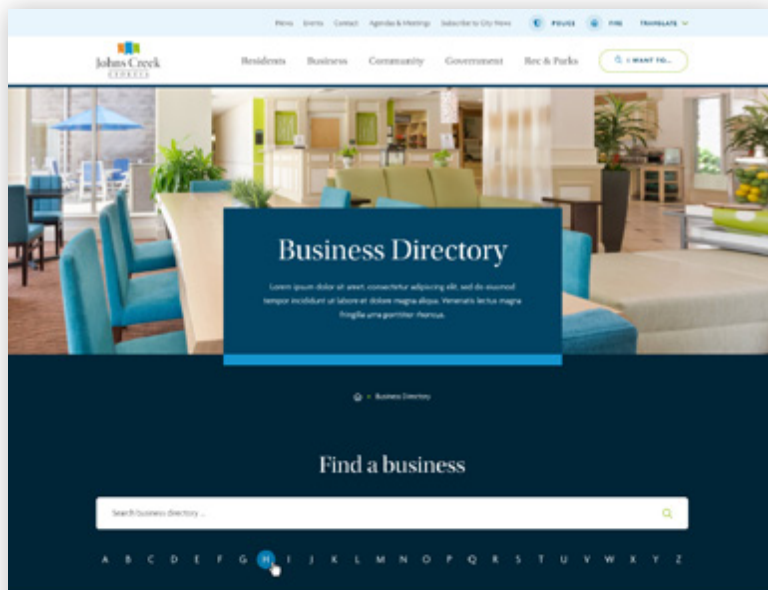 News Events Contact Agendas & Meetings Subscribe to City News POLICE FIRE TRANSLATE
Johns Creek
GEORGIA
Residents Business Community Government Rec & Parks I WANT TO...
Business Directory
Lorem ipsum dolor sit amet, consectetur adipiscing elit, sed do eiusmod
tempor incididunt ut labore et dolore magna aliqua. Venenatis lectus magna
fringilla urna porttitor rhoncus.
Business Directory
Find a business
Search business directory ...
A B C D E F G H I J K L M N O P Q R S T U V W X Y Z